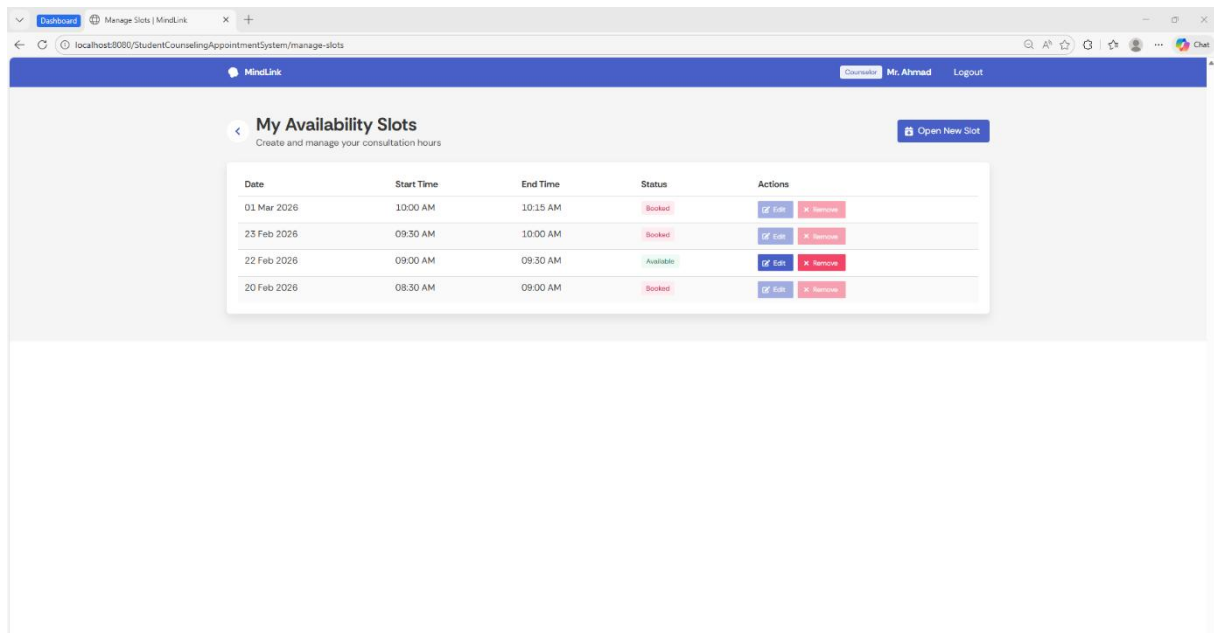 Dashboard Manage Slots | MindLink
localhost:8080/StudentCounselingAppointmentSystem/manage-slots Chat
MindLink Counselor Mr. Ahmad Logout
My Availability Slots
Create and manage your consultation hours
Open New Slot
Date Start Time End Time Status Actions
01 Mar 2026 10:00 AM 10:15 AM Booked Edit Remove
23 Feb 2026 09:30 AM 10:00 AM Booked Edit Remove
22 Feb 2026 09:00 AM 09:30 AM Available Edit Remove
20 Feb 2026 08:30 AM 09:00 AM Booked Edit Remove